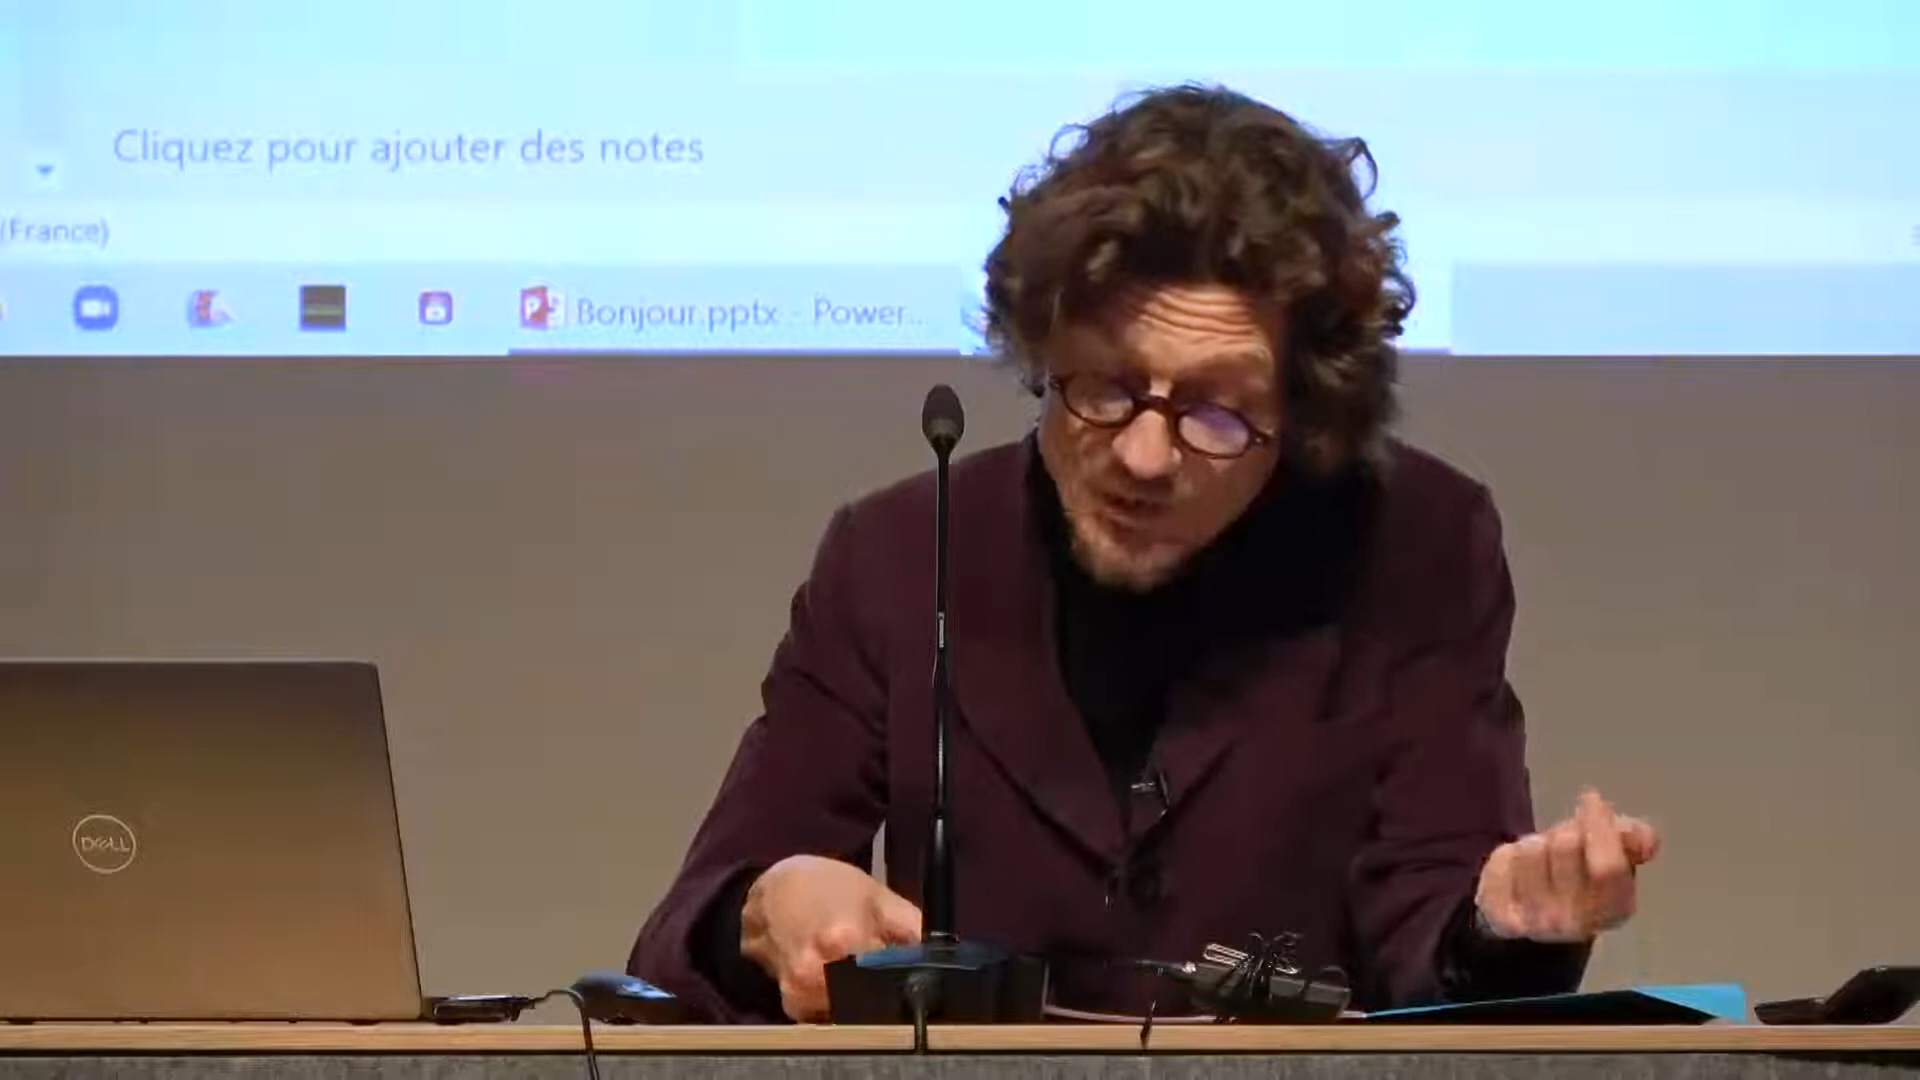 Cliquez pour ajouter des notes
(France)
Bonjour.pptx - Power...
DELL